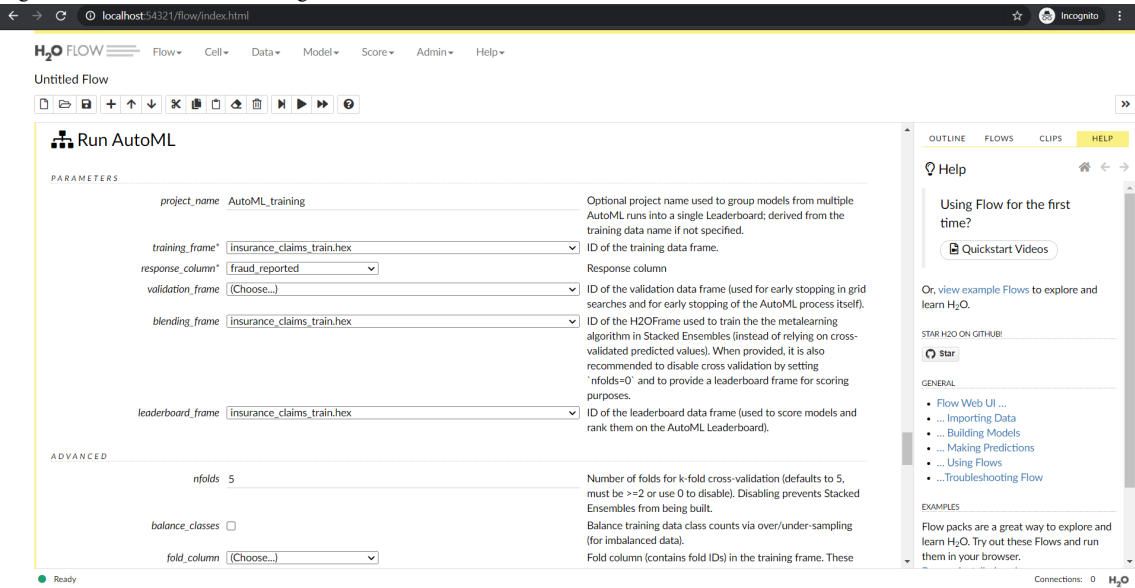 localhost:54321/flow/index.html
Incognito
H2O FLOW
Flow Cell Data Model Score Admin Help
Untitled Flow
Run AutoML
PARAMETERS
project_name AutoML_training
Optional project name used to group models from multiple
AutoML runs into a single Leaderboard; derived from the
training data name if not specified.
training_frame* insurance_claims_train.hex
ID of the training data frame.
response_column* fraud_reported
Response column
validation_frame (Choose...)
ID of the validation data frame (used for early stopping in grid
searches and for early stopping of the AutoML process itself).
blending_frame insurance_claims_train.hex
ID of the H2OFrame used to train the the metalearning
algorithm in Stacked Ensembles (instead of relying on cross-
validated predicted values). When provided, it is also
recommended to disable cross validation by setting
`nfolds=0` and to provide a leaderboard frame for scoring
purposes.
leaderboard_frame insurance_claims_train.hex
ID of the leaderboard data frame (used to score models and
rank them on the AutoML Leaderboard).
ADVANCED
nfolds 5
Number of folds for k-fold cross-validation (defaults to 5,
must be >=2 or use 0 to disable). Disabling prevents Stacked
Ensembles from being built.
balance_classes
Balance training data class counts via over/under-sampling
(for imbalanced data).
fold_column (Choose...)
Fold column (contains fold IDs) in the training frame. These
OUTLINE FLOWS CLIPS HELP
Help
Using Flow for the first
time?
Quickstart Videos
Or, view example Flows to explore and
learn H2O.
STAR H2O ON GITHUB!
Star
GENERAL
• Flow Web UI ...
• ... Importing Data
• ... Building Models
• ... Making Predictions
• ... Using Flows
• ...Troubleshooting Flow
EXAMPLES
Flow packs are a great way to explore and
learn H2O. Try out these Flows and run
them in your browser.
Ready
Connections: 0 H2O